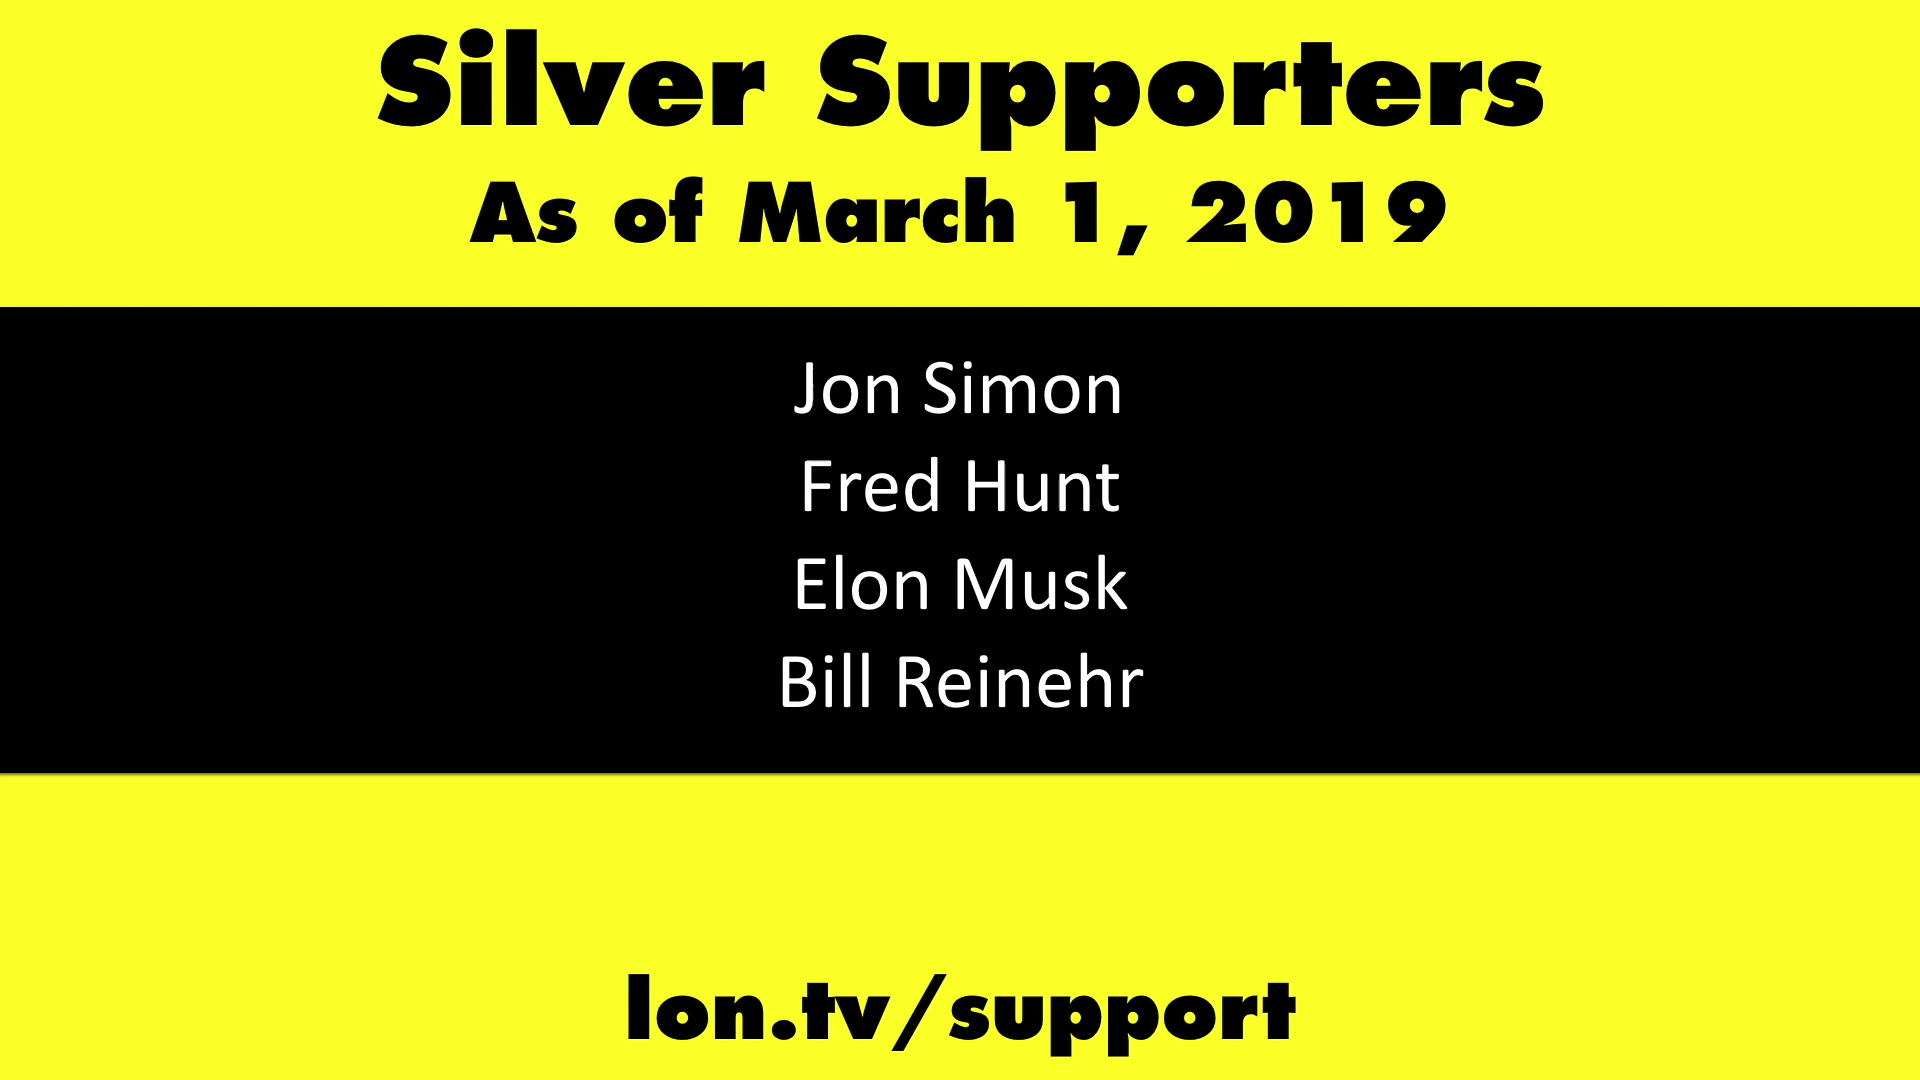 Silver Supporters
As of March 1, 2019
Jon Simon
Fred Hunt
Elon Musk
Bill Reinehr
lon.tv/support